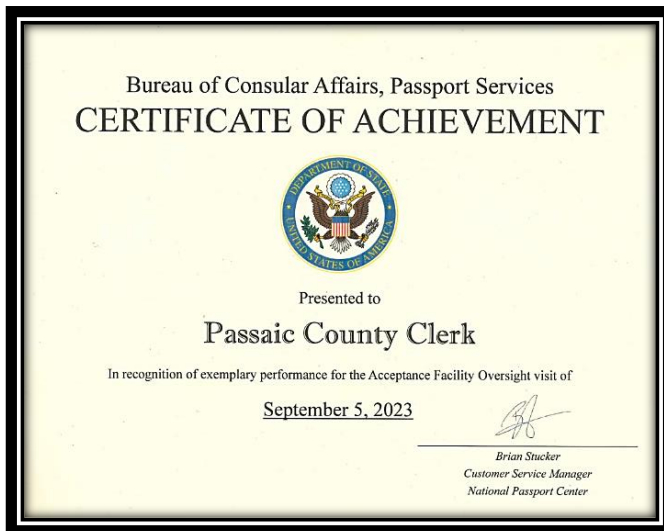 Bureau of Consular Affairs, Passport Services
CERTIFICATE OF ACHIEVEMENT
DEPARTMENT OF STATE
UNITED STATES OF AMERICA
Presented to
Passaic County Clerk
In recognition of exemplary performance for the Acceptance Facility Oversight visit of
September 5, 2023
Brian Stucker
Customer Service Manager
National Passport Center